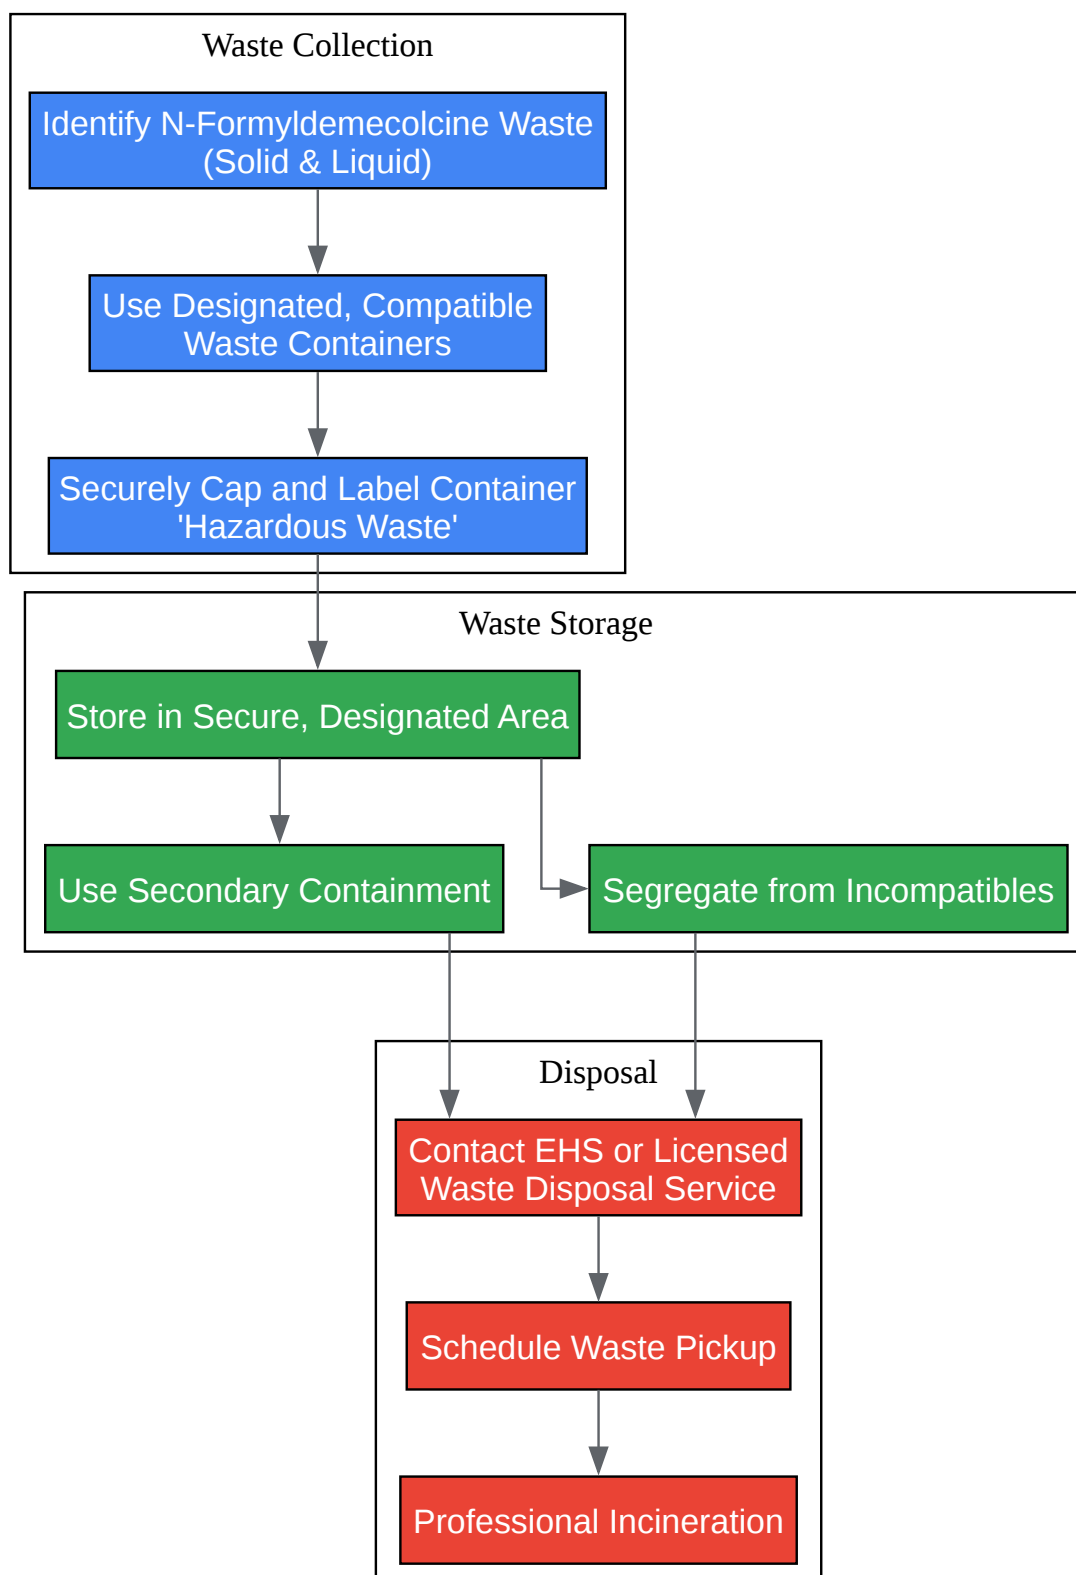 Waste Collection
Identify N-Formyldemecolcine Waste
(Solid & Liquid)
Use Designated, Compatible
Waste Containers
Securely Cap and Label Container
'Hazardous Waste'
Waste Storage
Store in Secure, Designated Area
Use Secondary Containment
Segregate from Incompatibles
Disposal
Contact EHS or Licensed
Waste Disposal Service
Schedule Waste Pickup
Professional Incineration